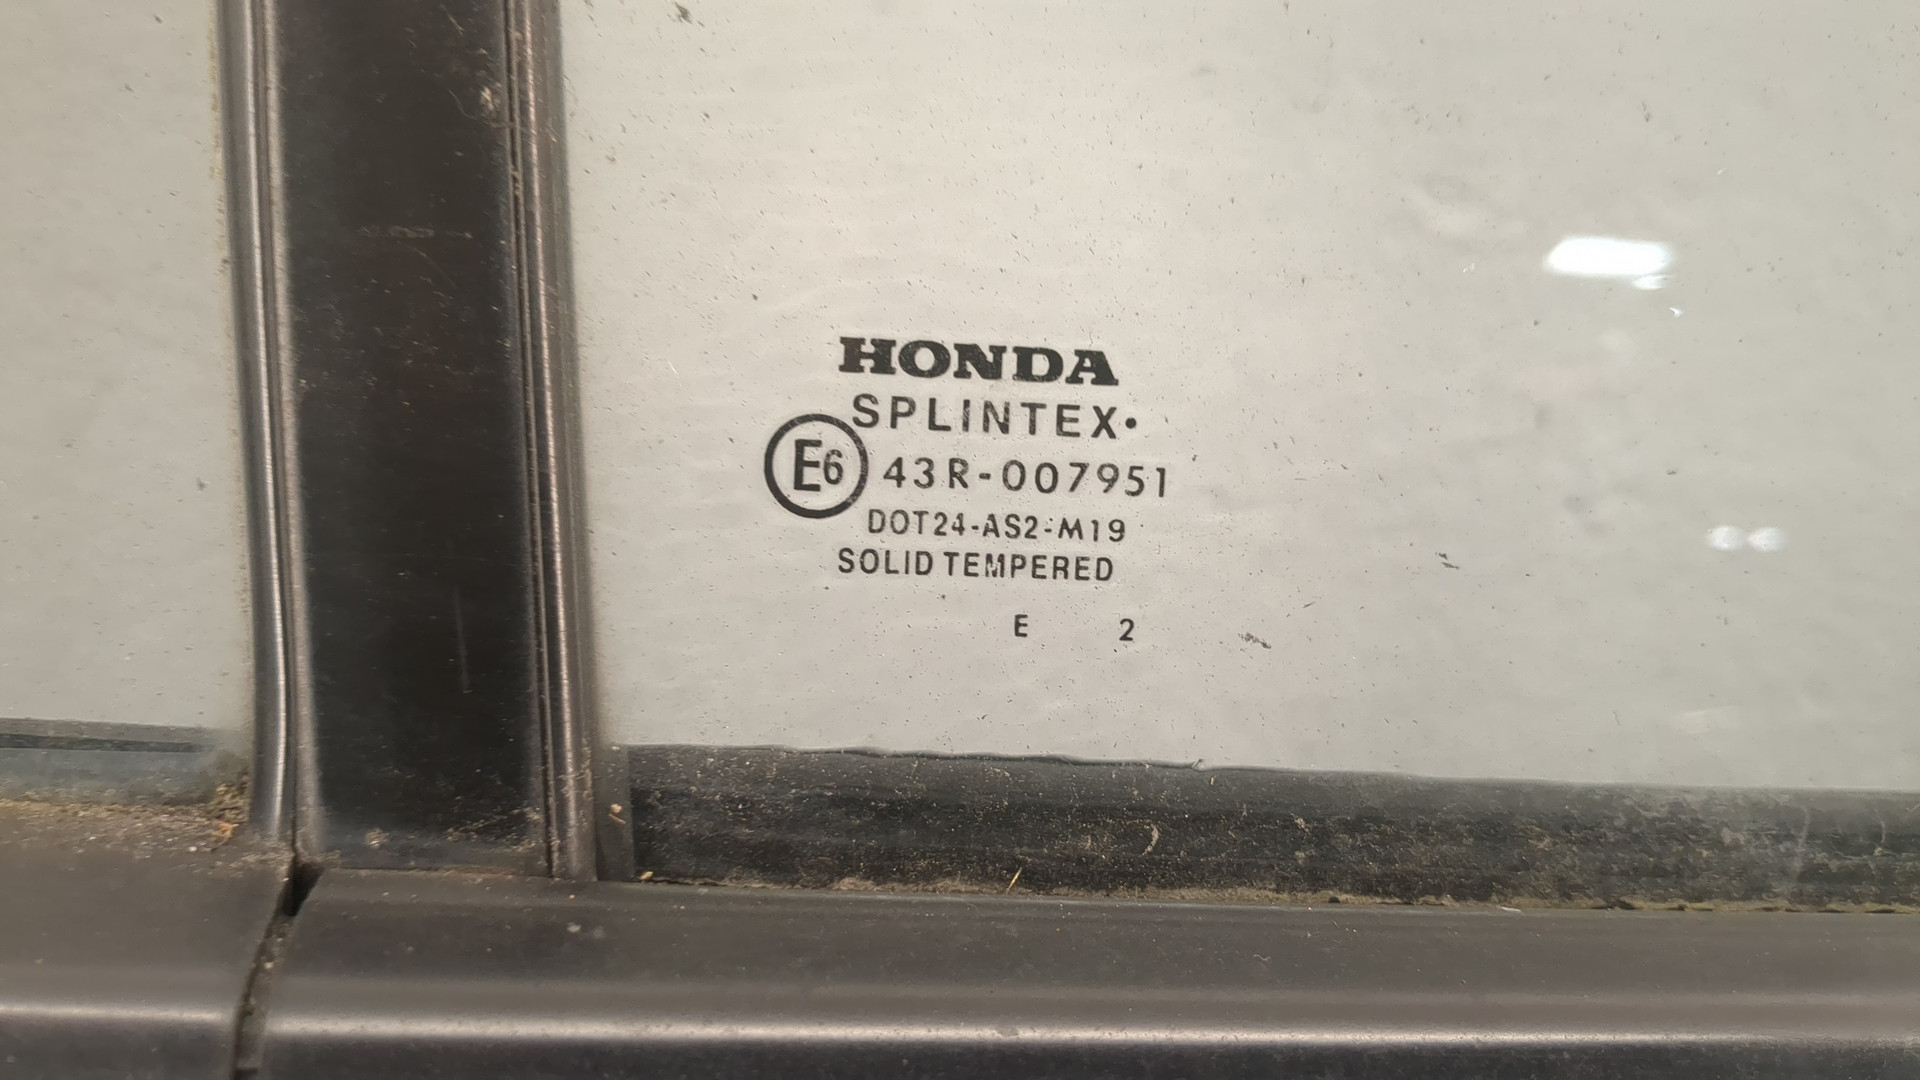 HONDA
SPLINTEX•
E6 43R-007951
DOT24-AS2-M19
SOLID TEMPERED
E 2